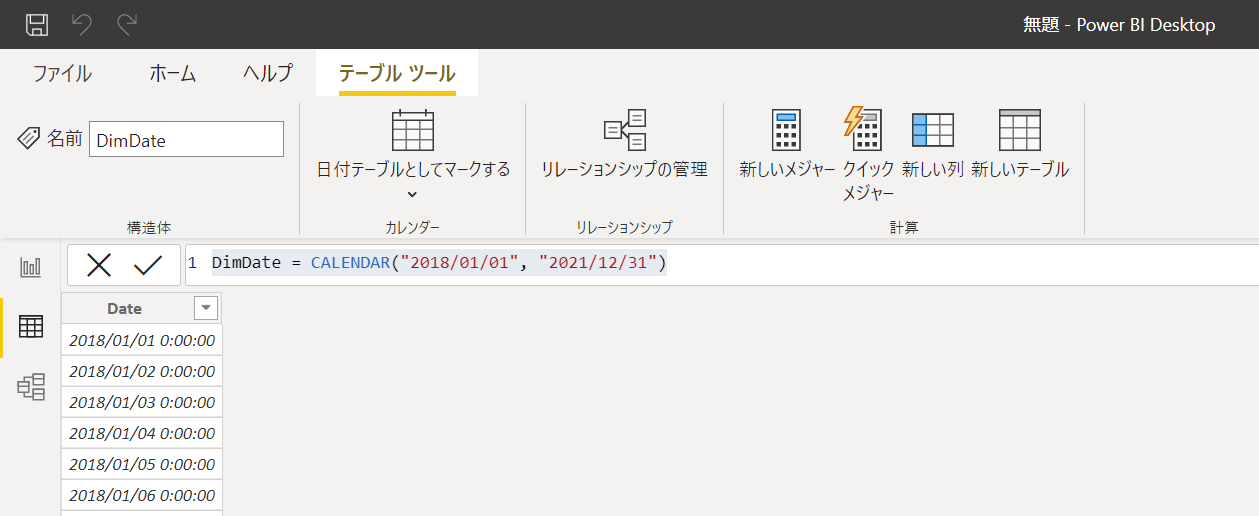 無題 - Power BI Desktop
ファイル ホーム ヘルプ テーブル ツール
名前 DimDate
構造体
日付テーブルとしてマークする
カレンダー
リレーションシップの管理
リレーションシップ
新しいメジャー クイック メジャー 新しい列 新しいテーブル
計算
1 DimDate = CALENDAR("2018/01/01", "2021/12/31")
Date
2018/01/01 0:00:00
2018/01/02 0:00:00
2018/01/03 0:00:00
2018/01/04 0:00:00
2018/01/05 0:00:00
2018/01/06 0:00:00